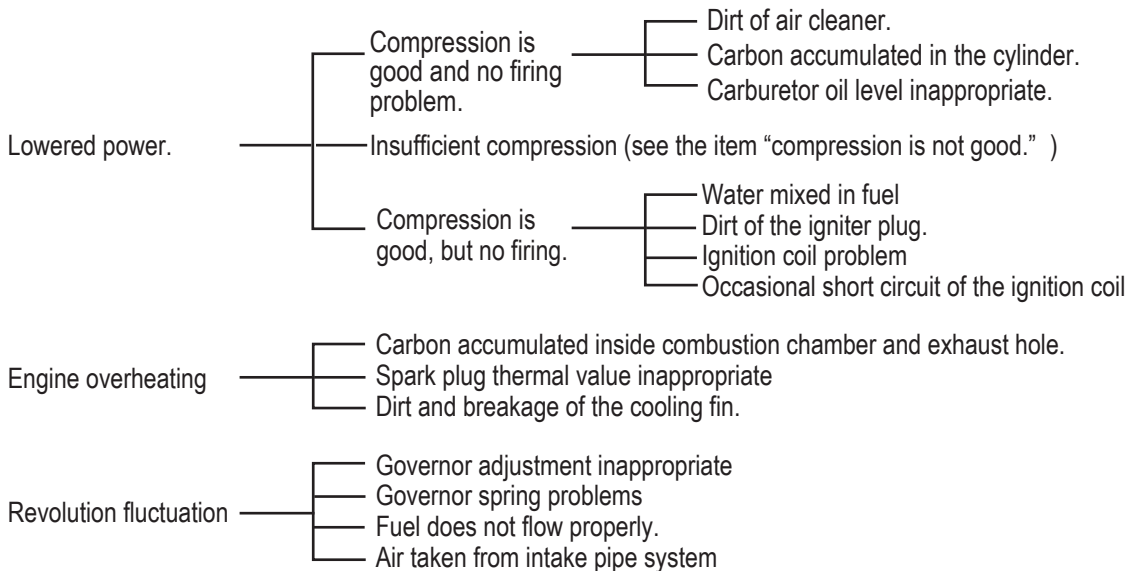 Lowered power.
Compression is
good and no firing
problem.
Dirt of air cleaner.
Carbon accumulated in the cylinder.
Carburetor oil level inappropriate.
Insufficient compression (see the item “compression is not good.” )
Compression is
good, but no firing.
Water mixed in fuel
Dirt of the igniter plug.
Ignition coil problem
Occasional short circuit of the ignition coil
Engine overheating
Carbon accumulated inside combustion chamber and exhaust hole.
Spark plug thermal value inappropriate
Dirt and breakage of the cooling fin.
Revolution fluctuation
Governor adjustment inappropriate
Governor spring problems
Fuel does not flow properly.
Air taken from intake pipe system